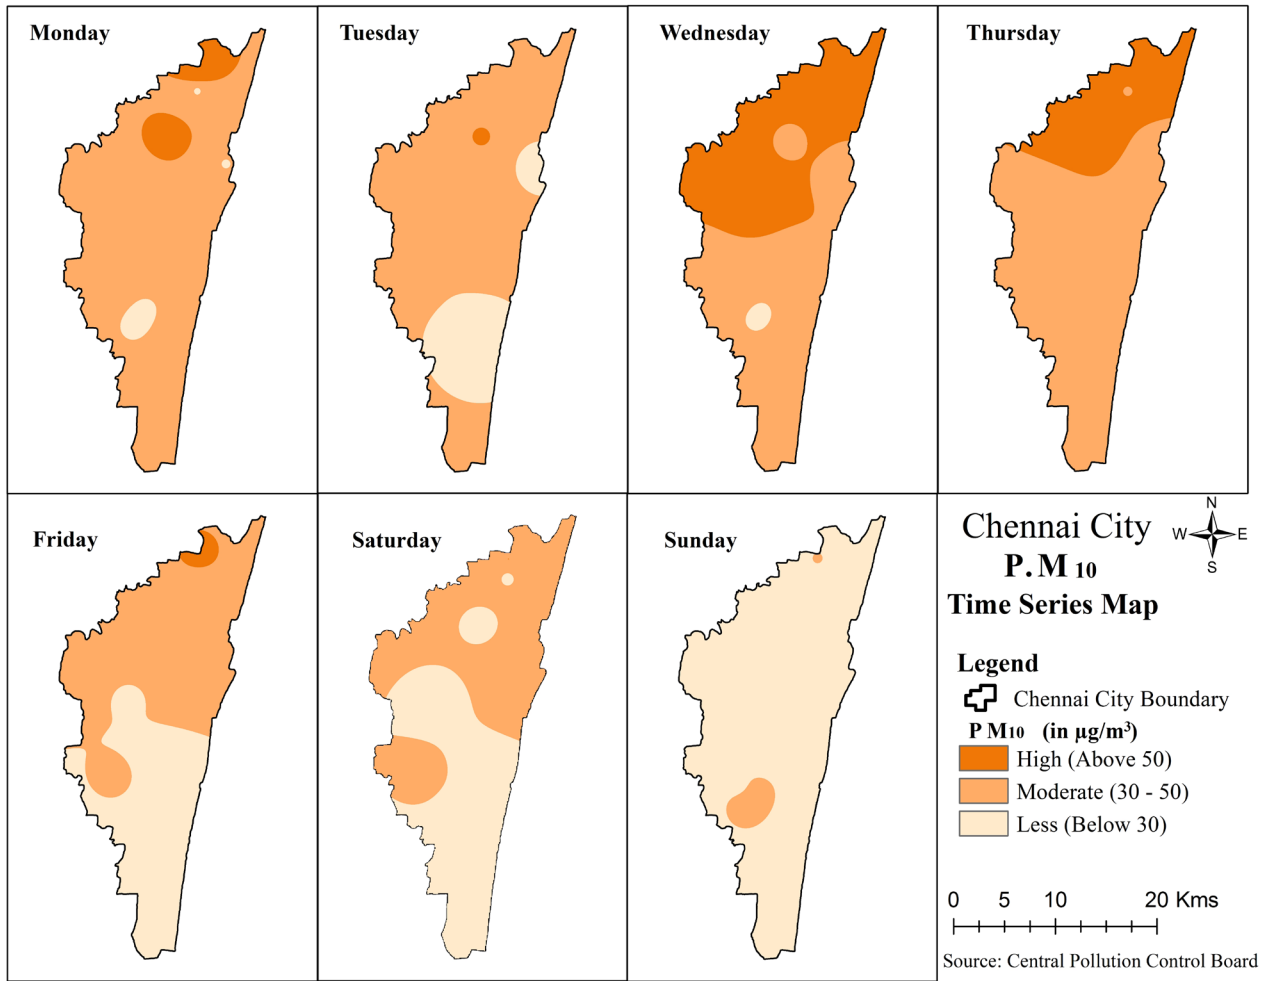 Monday
Tuesday
Wednesday
Thursday
Friday
Saturday
Sunday
Chennai City
P.M 10
Time Series Map
N
W E
S
Legend
Chennai City Boundary
P M10 (in µg/m³)
High (Above 50)
Moderate (30 - 50)
Less (Below 30)
0 5 10 20 Kms
Source: Central Pollution Control Board